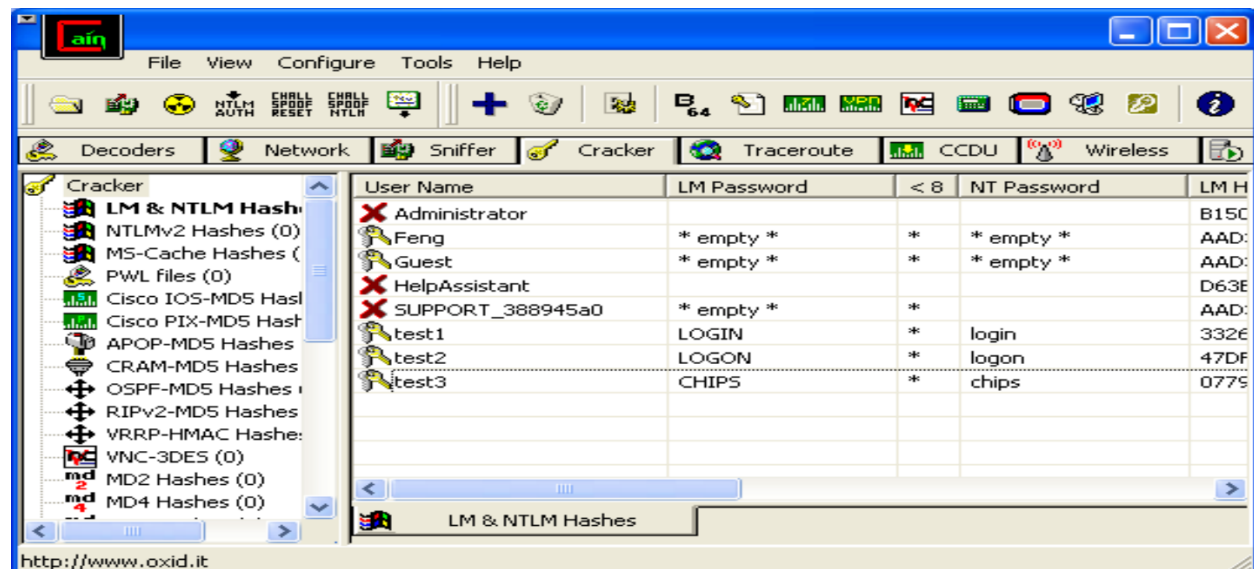 Cain
File View Configure Tools Help
NTLM AUTH CHALL SPOOF RESET CHALL SPOOF NTLM B64
Decoders Network Sniffer Cracker Traceroute CCDU Wireless
Cracker
LM & NTLM Hash
NTLMv2 Hashes (0)
MS-Cache Hashes (
PWL files (0)
Cisco IOS-MD5 Hasl
Cisco PIX-MD5 Hash
APOP-MD5 Hashes
CRAM-MD5 Hashes
OSPF-MD5 Hashes
RIPv2-MD5 Hashes
VRRP-HMAC Hashe
VNC-3DES (0)
MD2 Hashes (0)
MD4 Hashes (0)
User Name LM Password < 8 NT Password LM H
Administrator B15C
Feng * empty * * * empty * AAD
Guest * empty * * * empty * AAD
HelpAssistant D63E
SUPPORT_388945a0 * empty * * AAD
test1 LOGIN * login 3326
test2 LOGON * logon 47DF
test3 CHIPS * chips 0779
LM & NTLM Hashes
http://www.oxid.it